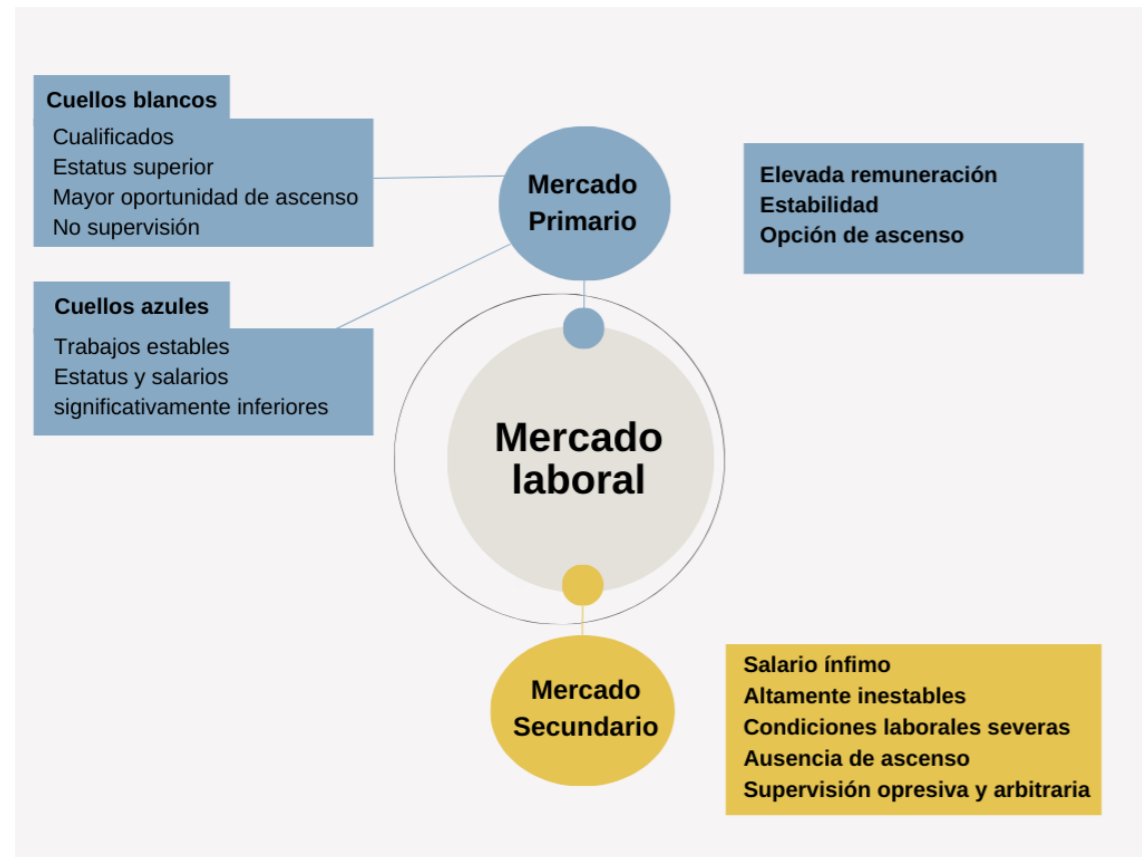 Cuellos blancos
Cualificados
Estatus superior
Mayor oportunidad de ascenso
No supervisión
Cuellos azules
Trabajos estables
Estatus y salarios
significativamente inferiores
Mercado
Primario
Elevada remuneración
Estabilidad
Opción de ascenso
Mercado
laboral
Mercado
Secundario
Salario ínfimo
Altamente inestables
Condiciones laborales severas
Ausencia de ascenso
Supervisión opresiva y arbitraria